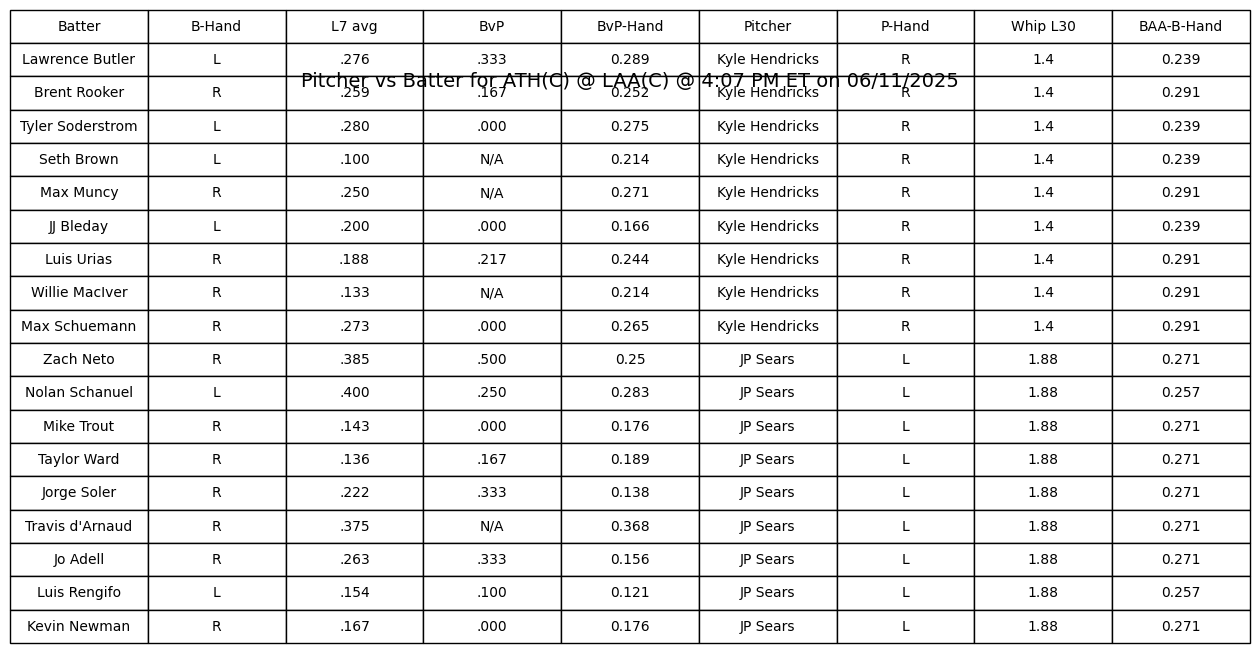 Batter B-Hand L7 avg BvP BvP-Hand Pitcher P-Hand Whip L30 BAA-B-Hand
Lawrence Butler L .276 .333 0.289 Kyle Hendricks R 1.4 0.239
Pitcher vs Batter for ATH(C) @ LAA(C) @ 4:07 PM ET on 06/11/2025
Brent Rooker R .259 .167 0.252 Kyle Hendricks R 1.4 0.291
Tyler Soderstrom L .280 .000 0.275 Kyle Hendricks R 1.4 0.239
Seth Brown L .100 N/A 0.214 Kyle Hendricks R 1.4 0.239
Max Muncy R .250 N/A 0.271 Kyle Hendricks R 1.4 0.291
JJ Bleday L .200 .000 0.166 Kyle Hendricks R 1.4 0.239
Luis Urias R .188 .217 0.244 Kyle Hendricks R 1.4 0.291
Willie MacIver R .133 N/A 0.214 Kyle Hendricks R 1.4 0.291
Max Schuemann R .273 .000 0.265 Kyle Hendricks R 1.4 0.291
Zach Neto R .385 .500 0.25 JP Sears L 1.88 0.271
Nolan Schanuel L .400 .250 0.283 JP Sears L 1.88 0.257
Mike Trout R .143 .000 0.176 JP Sears L 1.88 0.271
Taylor Ward R .136 .167 0.189 JP Sears L 1.88 0.271
Jorge Soler R .222 .333 0.138 JP Sears L 1.88 0.271
Travis d'Arnaud R .375 N/A 0.368 JP Sears L 1.88 0.271
Jo Adell R .263 .333 0.156 JP Sears L 1.88 0.271
Luis Rengifo L .154 .100 0.121 JP Sears L 1.88 0.257
Kevin Newman R .167 .000 0.176 JP Sears L 1.88 0.271